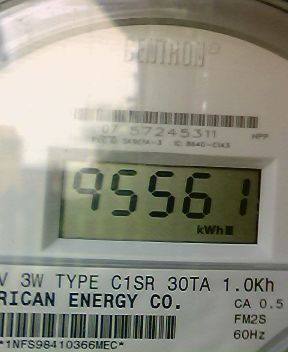 CENTRON
07 57245311 NPP
95561
kWh
V 3W TYPE C1SR 30TA 1.0Kh
RICAN ENERGY CO. CA 0.5
FM2S
60Hz
*1NFS98410366MEC*